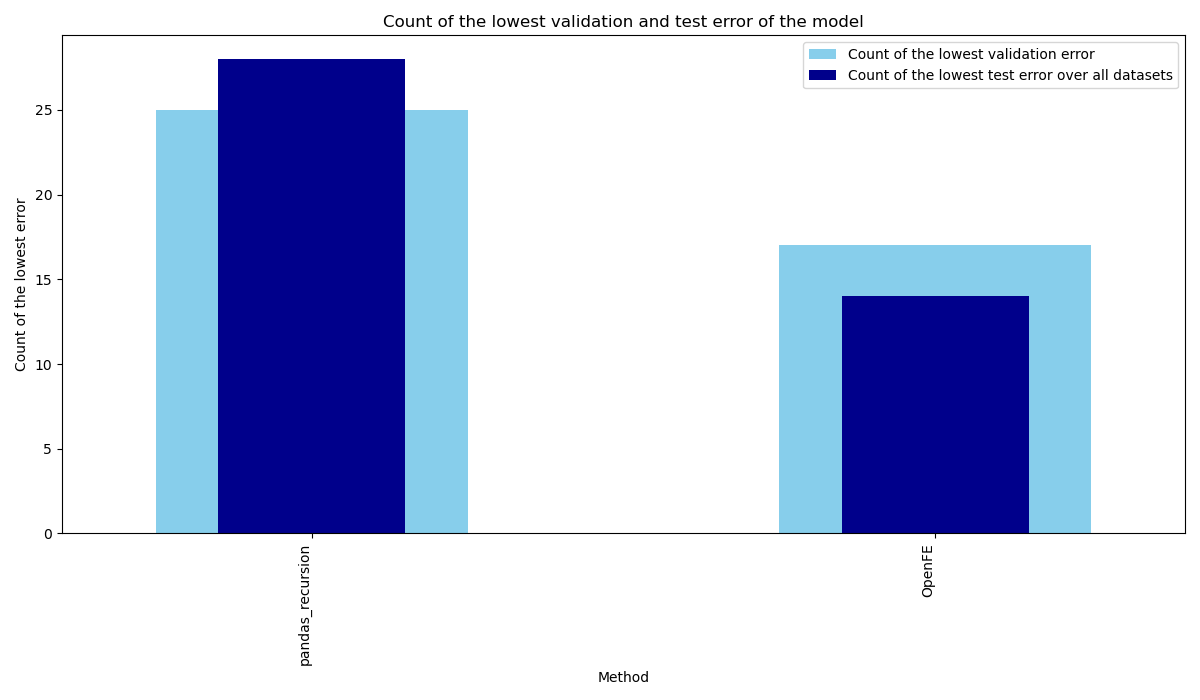 Count of the lowest validation and test error of the model
Count of the lowest validation error
Count of the lowest test error over all datasets
Count of the lowest error
25
20
15
10
5
0
pandas_recursion
OpenFE
Method